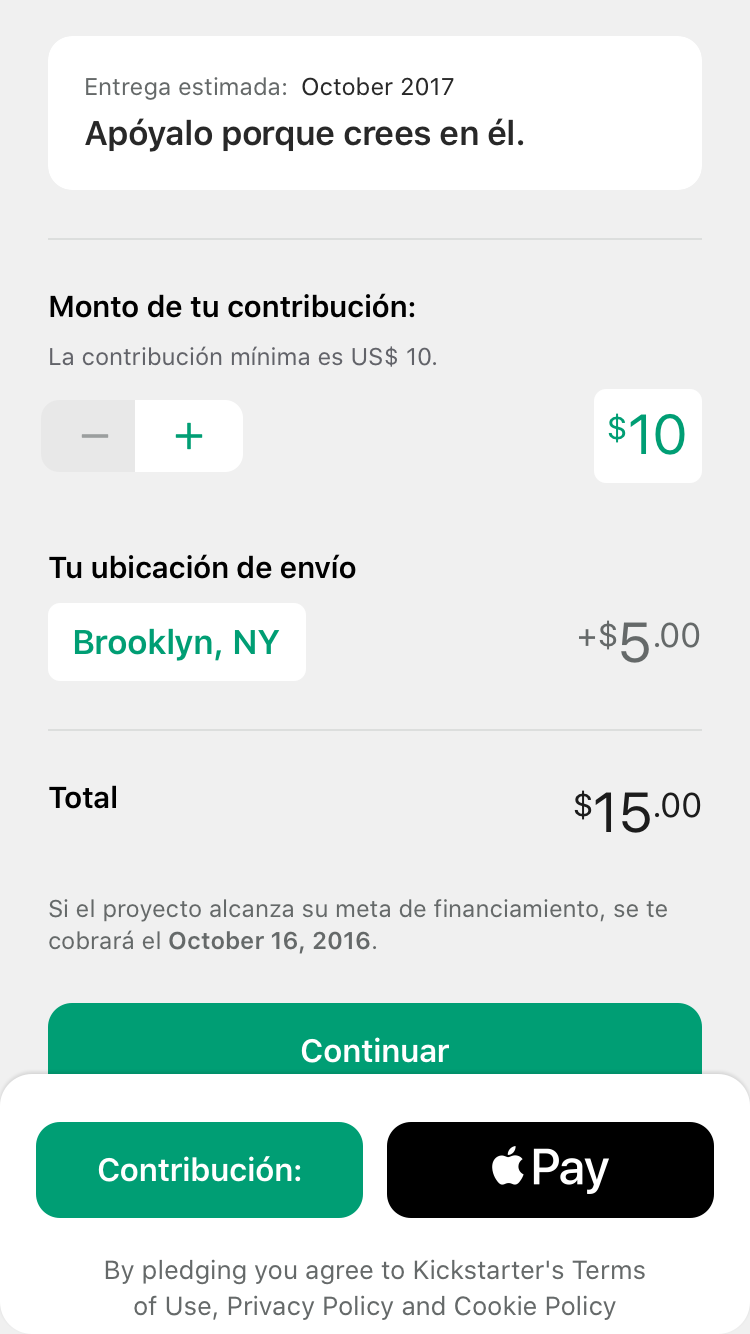 Entrega estimada: October 2017
Apóyalo porque crees en él.
Monto de tu contribución:
La contribución mínima es US$ 10.
− + $10
Tu ubicación de envío
Brooklyn, NY +$5.00
Total $15.00
Si el proyecto alcanza su meta de financiamiento, se te
cobrará el October 16, 2016.
Continuar
Contribución: Pay
By pledging you agree to Kickstarter's Terms
of Use, Privacy Policy and Cookie Policy